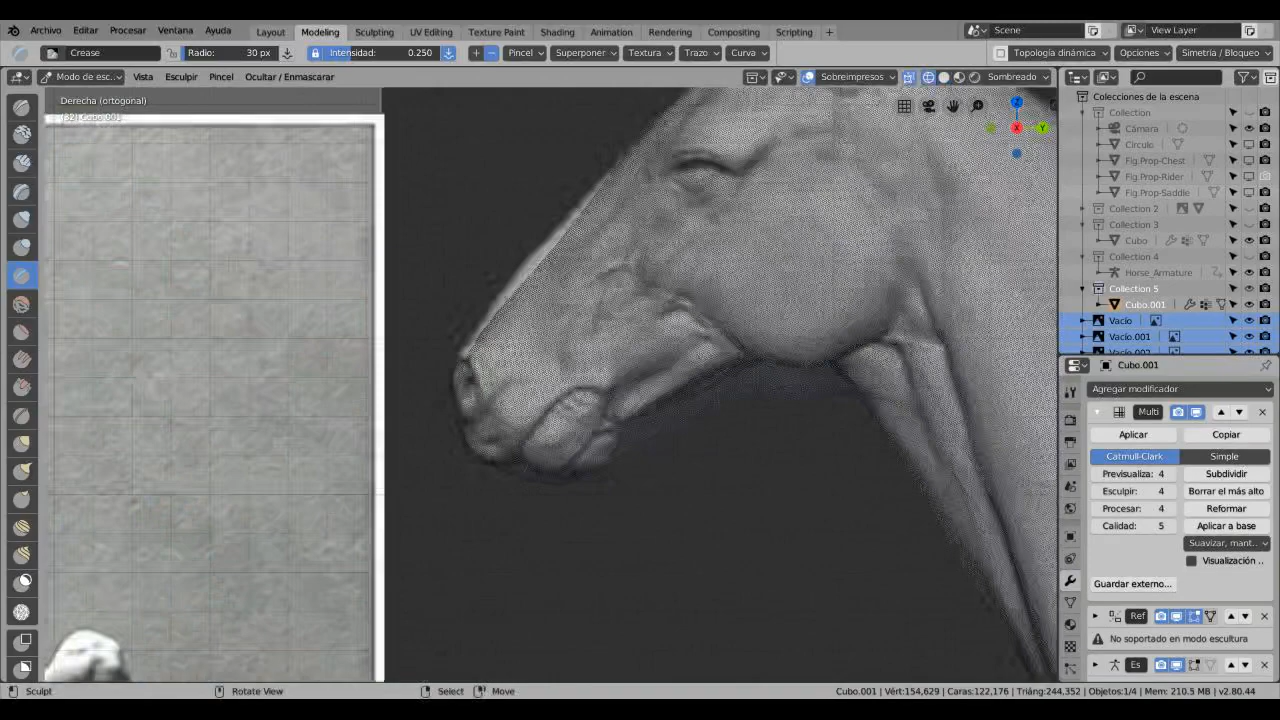 Archivo Editar Procesar Ventana Ayuda Layout Modeling Sculpting UV Editing Texture Paint Shading Animation Rendering Compositing Scripting + Scene View Layer
Crease Radio: 30 px Intensidad: 0.250 Pincel Superponer Textura Trazo Curva Topología dinámica Opciones Simetría / Bloqueo
Modo de esc.. Vista Esculpir Pincel Ocultar / Enmascarar Sobreimpresos Sombreado
Derecha (ortogonal)
(32) Cubo.001
Z
X
Y
Colecciones de la escena
Collection
Cámara
Círculo
Fig.Prop-Chest
Fig.Prop-Rider
Fig.Prop-Saddle
Collection 2
Collection 3
Cubo
Collection 4
Horse_Armature
Collection 5
Cubo.001
Vacío
Vacío.001
Vacío.002
Cubo.001
Agregar modificador
Multi
Aplicar Copiar
Catmull-Clark Simple
Previsualiza: 4 Subdividir
Esculpir: 4 Borrar el más alto
Procesar: 4 Reformar
Calidad: 5 Aplicar a base
Suavizar, mant..
Visualización ..
Guardar externo...
Ref
No soportado en modo escultura
Es
Sculpt Rotate View Select Move Cubo.001 | Vért:154,629 | Caras:122,176 | Triáng:244,352 | Objetos:1/4 | Mem: 210.5 MB | v2.80.44